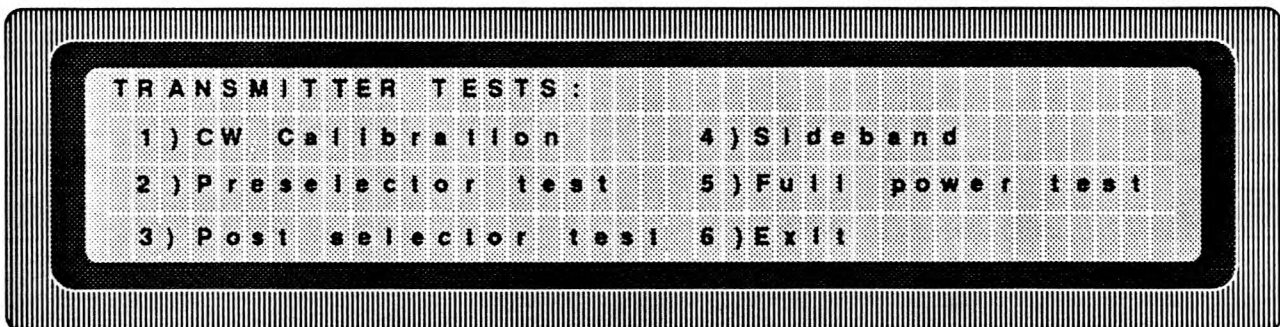 TRANSMITTER TESTS:
1)CW Calibration 4)Sideband
2)Preselector test 5)Full power test
3)Post selector test 6)Exit